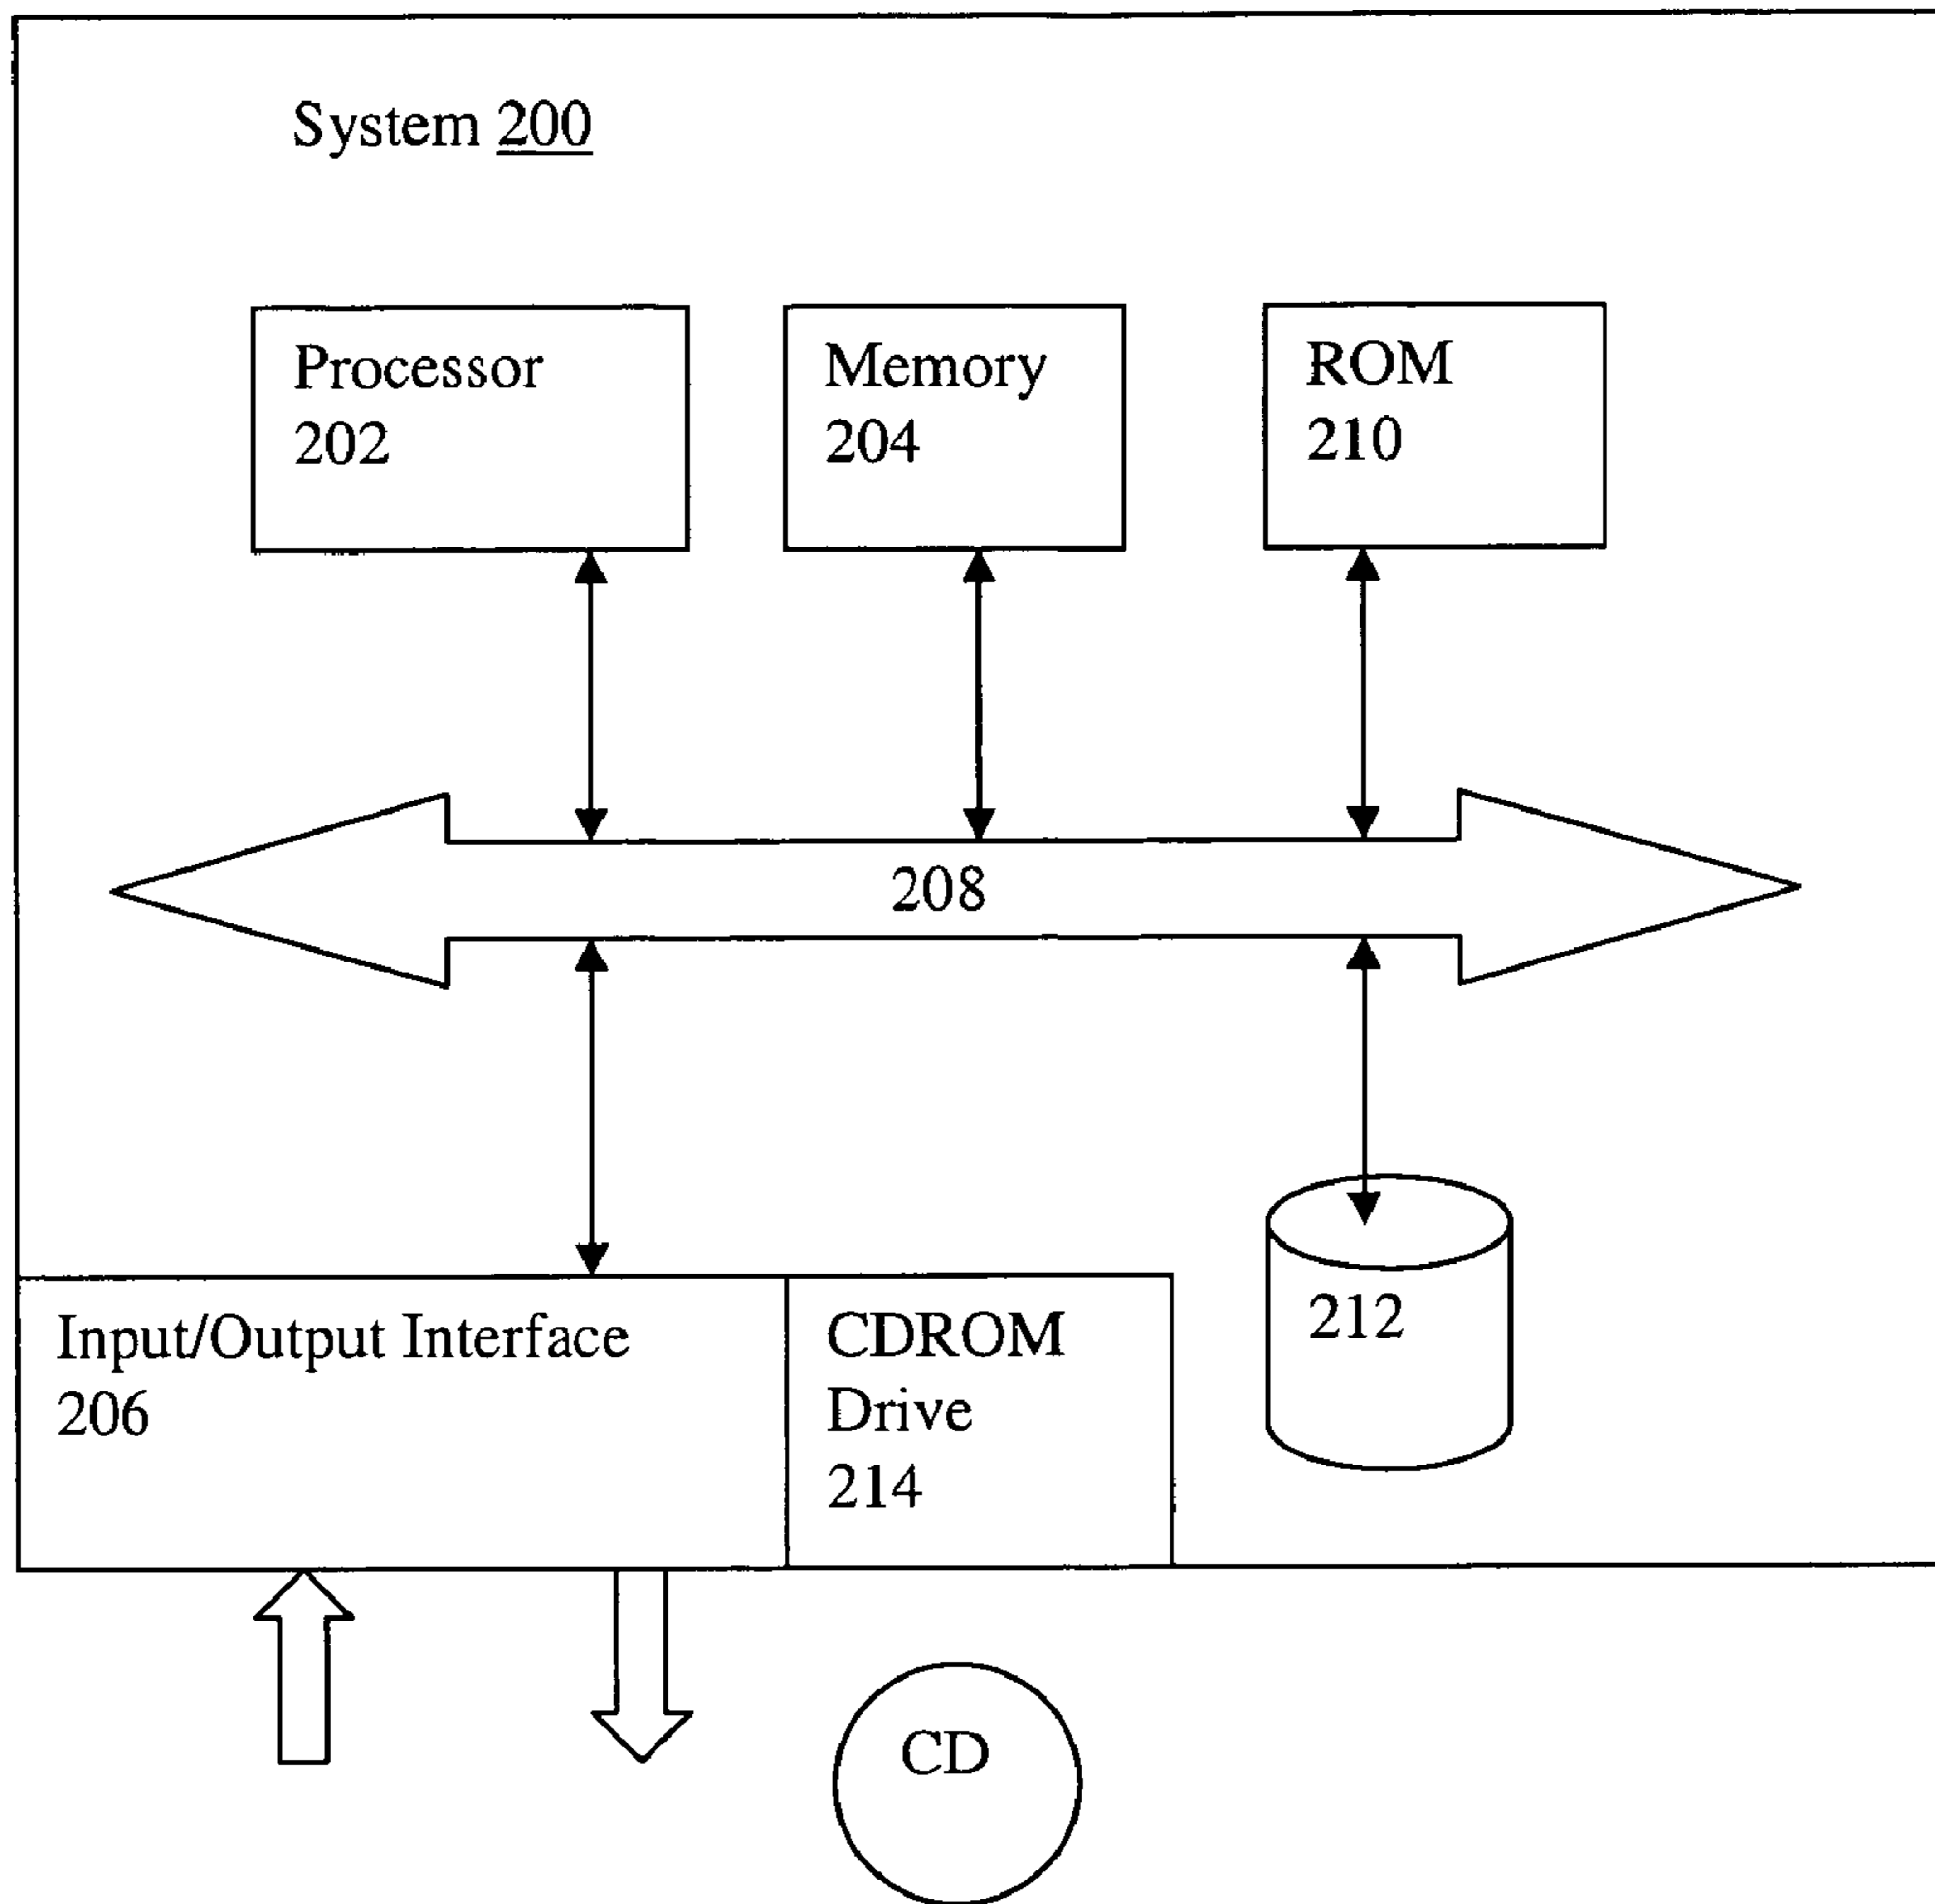 System 200
Processor
202
Memory
204
ROM
210
208
Input/Output Interface
206
CDROM
Drive
214
212
CD